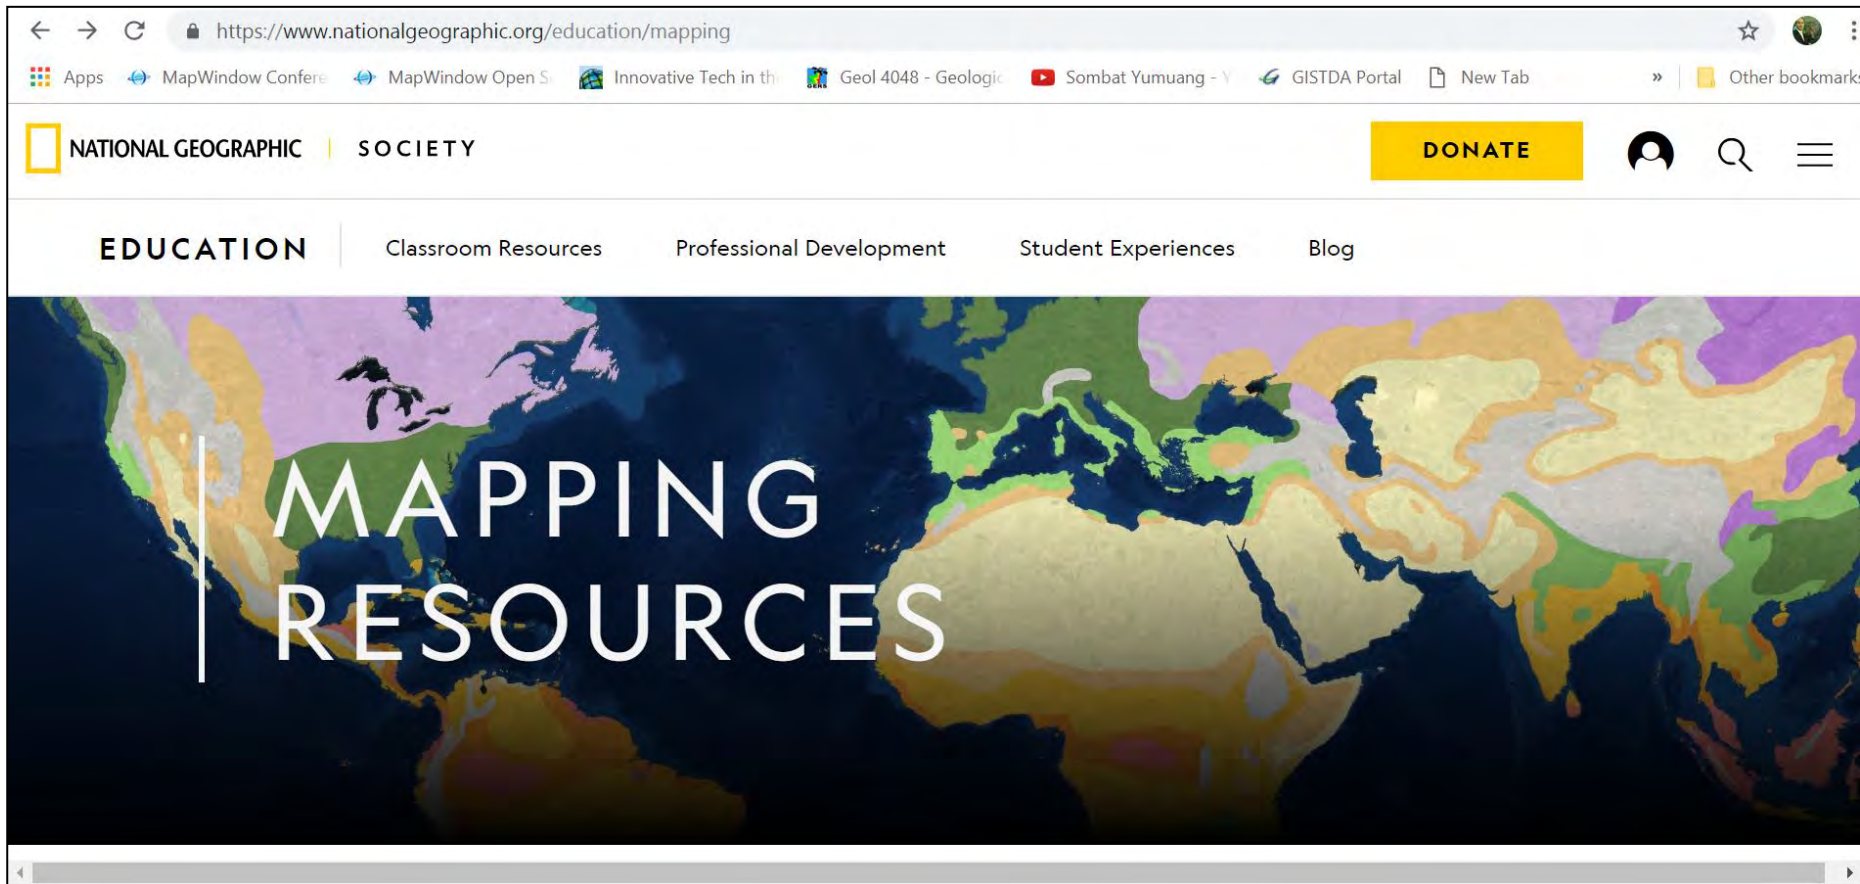 https://www.nationalgeographic.org/education/mapping
Apps MapWindow Confere MapWindow Open S Innovative Tech in th Geol 4048 - Geologic Sombat Yumuang - Y GISTDA Portal New Tab » Other bookmarks
NATIONAL GEOGRAPHIC | SOCIETY DONATE
EDUCATION Classroom Resources Professional Development Student Experiences Blog
MAPPING
RESOURCES